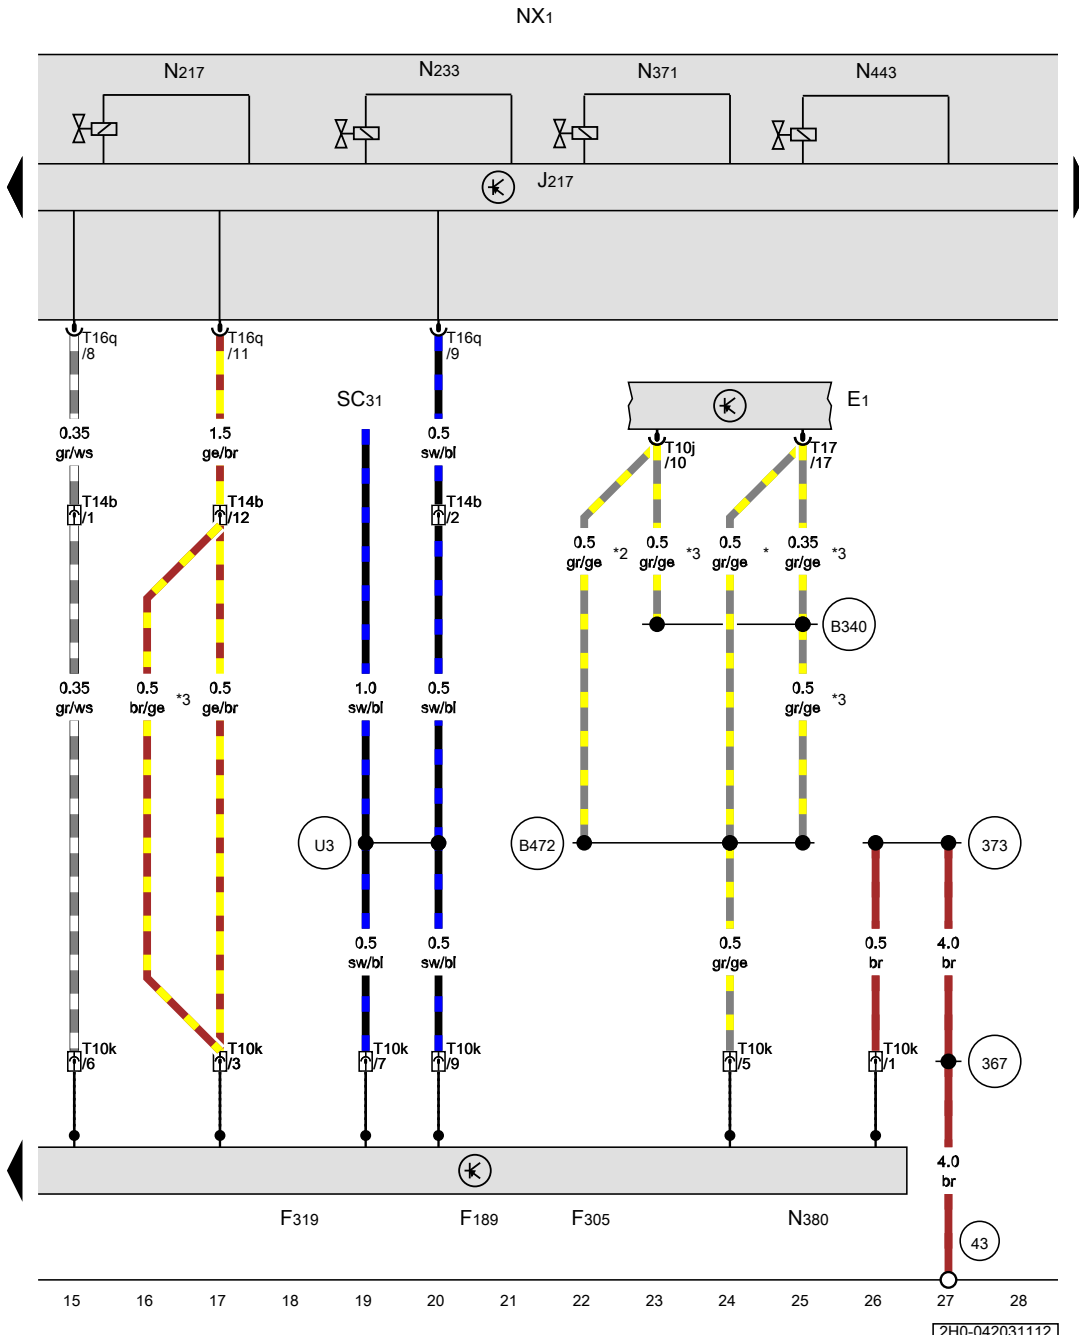 NX1
N217 N233 N371 N443
J217
T16q /8
T16q /11
T16q /9
SC31
E1
T10j /10
T17 /17
0.35 gr/ws
1.5 ge/br
0.5 sw/bl
T14b /1
T14b /12
T14b /2
0.5 gr/ge *2
0.5 gr/ge *3
0.5 gr/ge *
0.35 gr/ge *3
B340
0.35 gr/ws
0.5 br/ge *3
0.5 ge/br
1.0 sw/bl
0.5 sw/bl
0.5 gr/ge *3
U3
B472
373
0.5 sw/bl
0.5 sw/bl
0.5 gr/ge
0.5 br
4.0 br
T10k /6
T10k /3
T10k /7
T10k /9
T10k /5
T10k /1
367
4.0 br
F319 F189 F305 N380
43
15 16 17 18 19 20 21 22 23 24 25 26 27 28
2H0-042031112